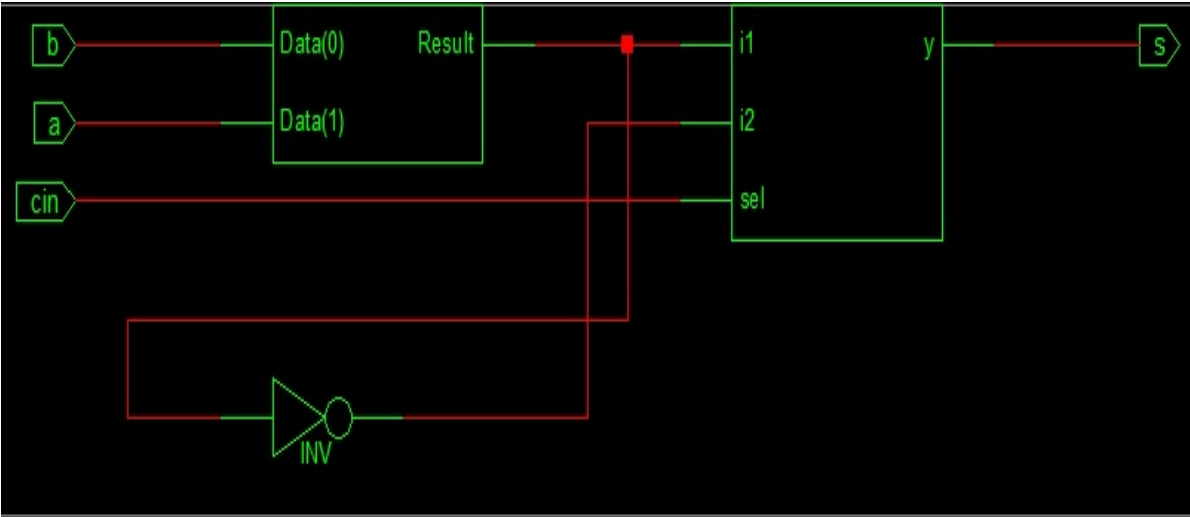 b
Data(0)
Result
i1
y
s
a
Data(1)
i2
cin
sel
INV